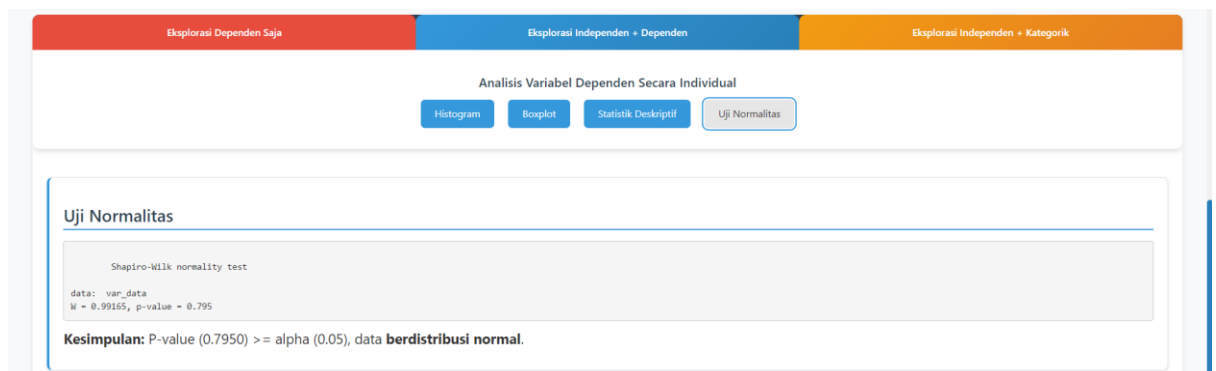 Eksplorasi Dependen Saja
Eksplorasi Independen + Dependen
Eksplorasi Independen + Kategorik
Analisis Variabel Dependen Secara Individual
Histogram
Boxplot
Statistik Deskriptif
Uji Normalitas
Uji Normalitas
Shapiro-Wilk normality test
data: var_data
W = 0.99165, p-value = 0.795
Kesimpulan: P-value (0.7950) >= alpha (0.05), data berdistribusi normal.